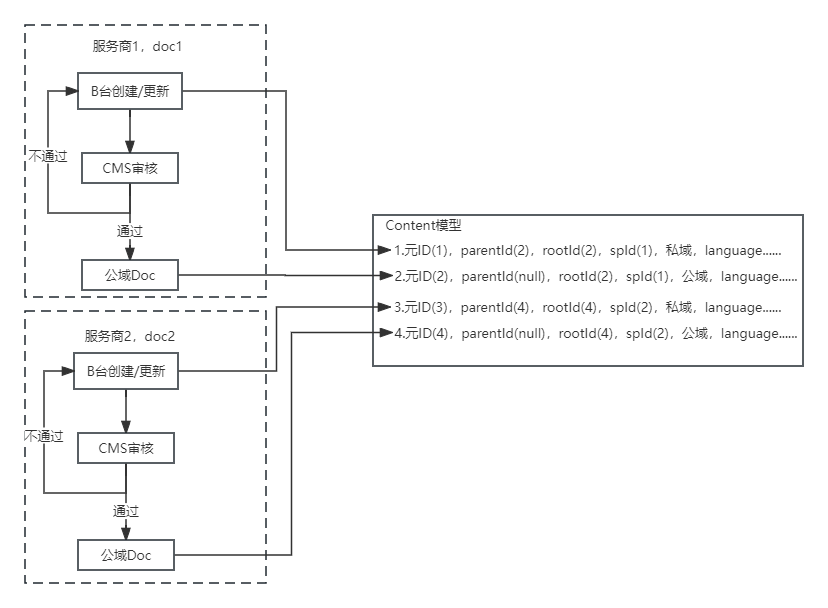 服务商1，doc1
B台创建/更新
不通过
CMS审核
通过
公域Doc
服务商2，doc2
B台创建/更新
不通过
CMS审核
通过
公域Doc
Content模型
1.元ID(1)，parentId(2)，rootId(2)，spId(1)，私域，language......
2.元ID(2)，parentId(null)，rootId(2)，spId(1)，公域，language......
3.元ID(3)，parentId(4)，rootId(4)，spId(2)，私域，language......
4.元ID(4)，parentId(null)，rootId(4)，spId(2)，公域，language......